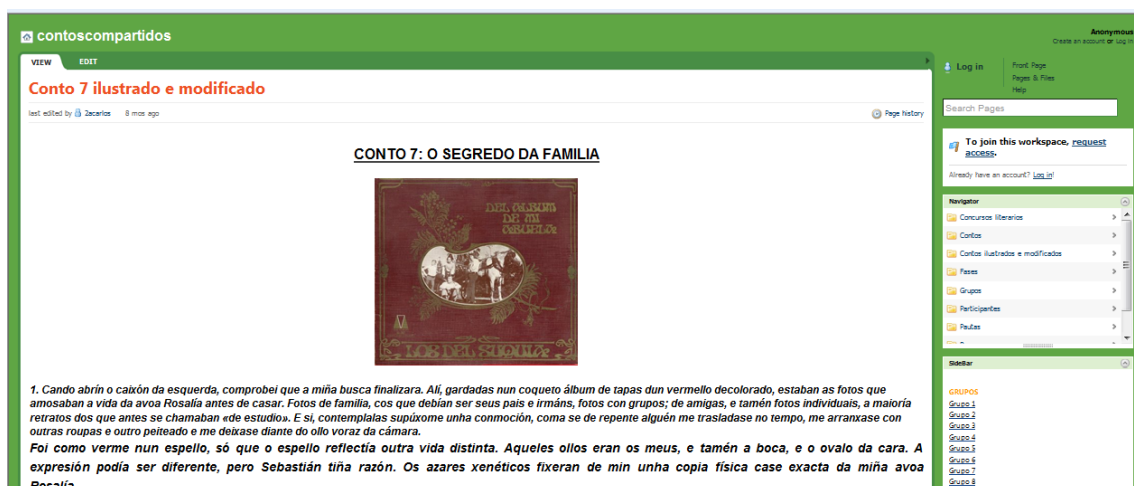 contoscompartidos
Anonymous
Create an account or Log in
VIEW
EDIT
Log in
Front Page
Pages & Files
Help
Conto 7 ilustrado e modificado
last edited by 2acarlos 8 mos ago
Page history
Search Pages
To join this workspace, request
access.
Already have an account? Log in!
CONTO 7: O SEGREDO DA FAMILIA
DEL ALBUM
DE MI
ABUELA
LOS DEL SUQUIA
Navigator
Concursos literarios
Contos
Contos ilustrados e modificados
Fases
Grupos
Participantes
Pautas
SideBar
GRUPOS
Grupo 1
Grupo 2
Grupo 3
Grupo 4
Grupo 5
Grupo 6
Grupo 7
Grupo 8
1. Cando abrín o caixón da esquerda, comprobei que a miña busca finalizara. Alí, gardadas nun coqueto álbum de tapas dun vermello decolorado, estaban as fotos que
amosaban a vida da avoa Rosalía antes de casar. Fotos de familia, cos que debían ser seus pais e irmáns, fotos con grupos; de amigas, e tamén fotos individuais, a maioría
retratos dos que antes se chamaban «de estudio». E si, contemplalas supúxome unha conmoción, coma se de repente alguén me trasladase no tempo, me arranxase con
outras roupas e outro peiteado e me deixase diante do ollo voraz da cámara.
Foi como verme nun espello, só que o espello reflectía outra vida distinta. Aqueles ollos eran os meus, e tamén a boca, e o ovalo da cara. A
expresión podía ser diferente, pero Sebastián tiña razón. Os azares xenéticos fixeran de min unha copia física case exacta da miña avoa
Rosalía